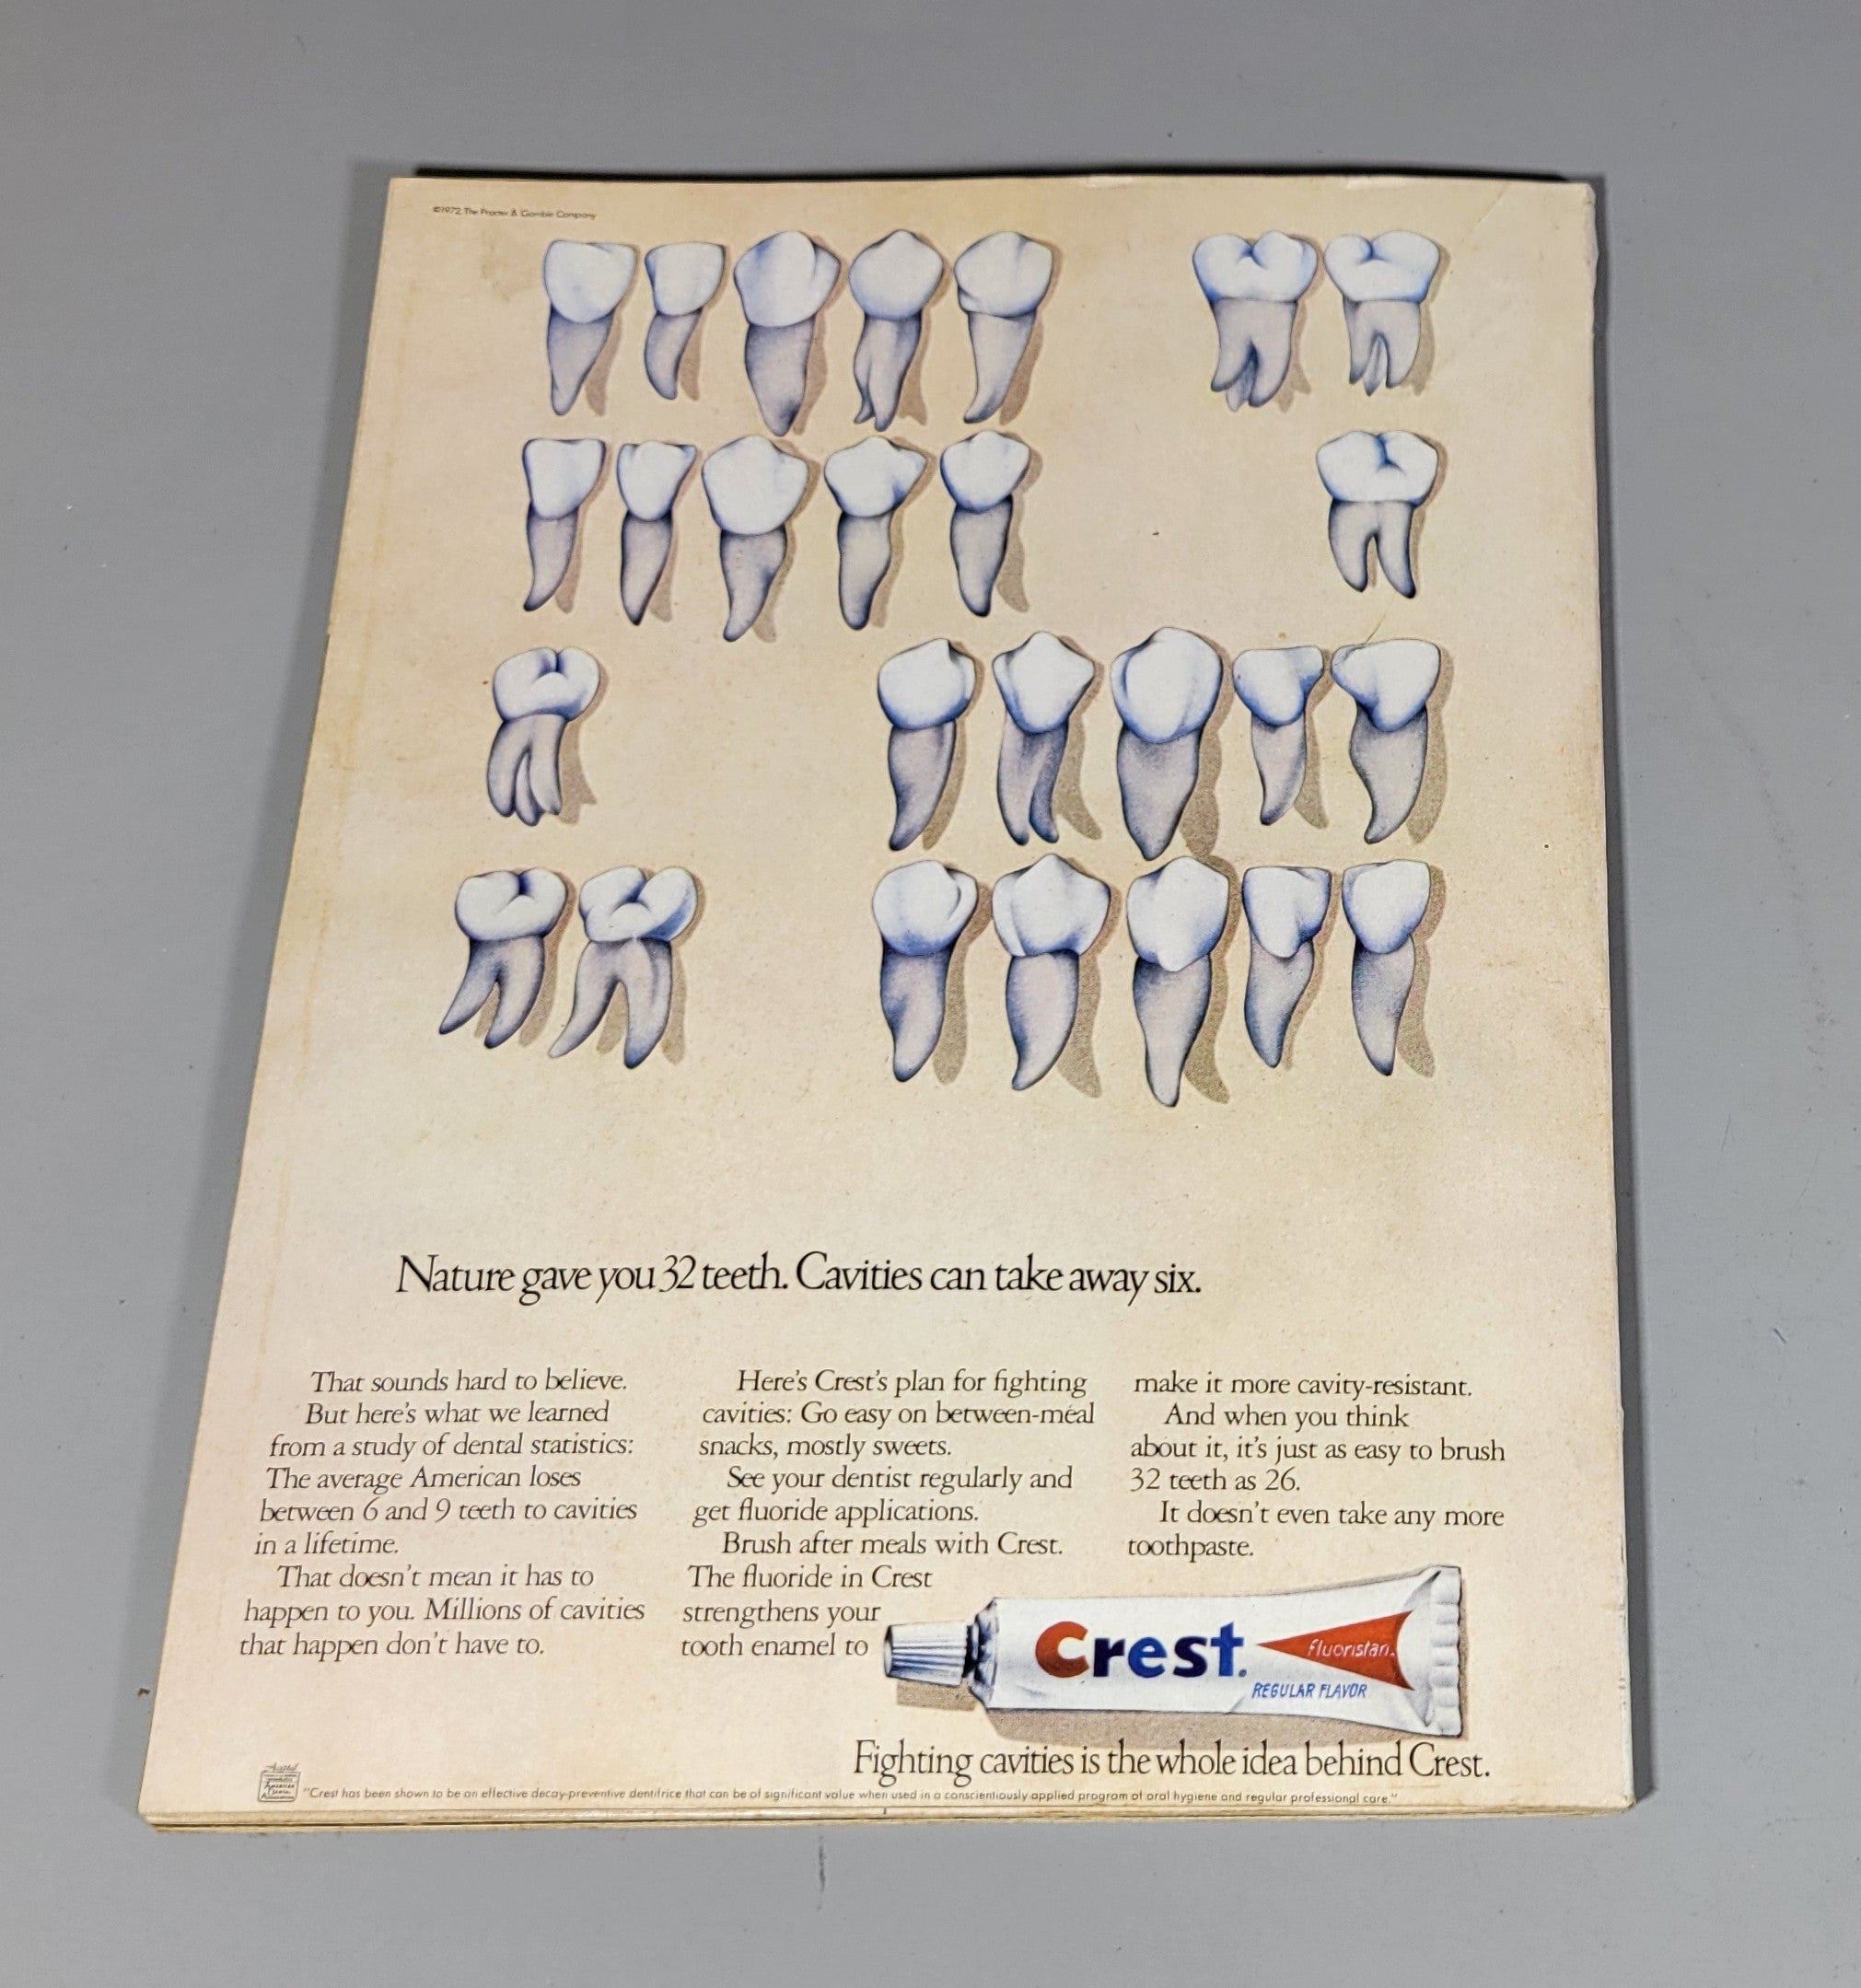 ©1972, The Procter & Gamble Company
Nature gave you 32 teeth. Cavities can take away six.
That sounds hard to believe.
But here's what we learned
from a study of dental statistics:
The average American loses
between 6 and 9 teeth to cavities
in a lifetime.
That doesn't mean it has to
happen to you. Millions of cavities
that happen don't have to.
Here's Crest's plan for fighting
cavities: Go easy on between-meal
snacks, mostly sweets.
See your dentist regularly and
get fluoride applications.
Brush after meals with Crest.
The fluoride in Crest
strengthens your
tooth enamel to
make it more cavity-resistant.
And when you think
about it, it's just as easy to brush
32 teeth as 26.
It doesn't even take any more
toothpaste.
Crest.
fluoristan.
REGULAR FLAVOR
Fighting cavities is the whole idea behind Crest.
"Crest has been shown to be an effective decay-preventive dentifrice that can be of significant value when used in a conscientiously applied program of oral hygiene and regular professional care."